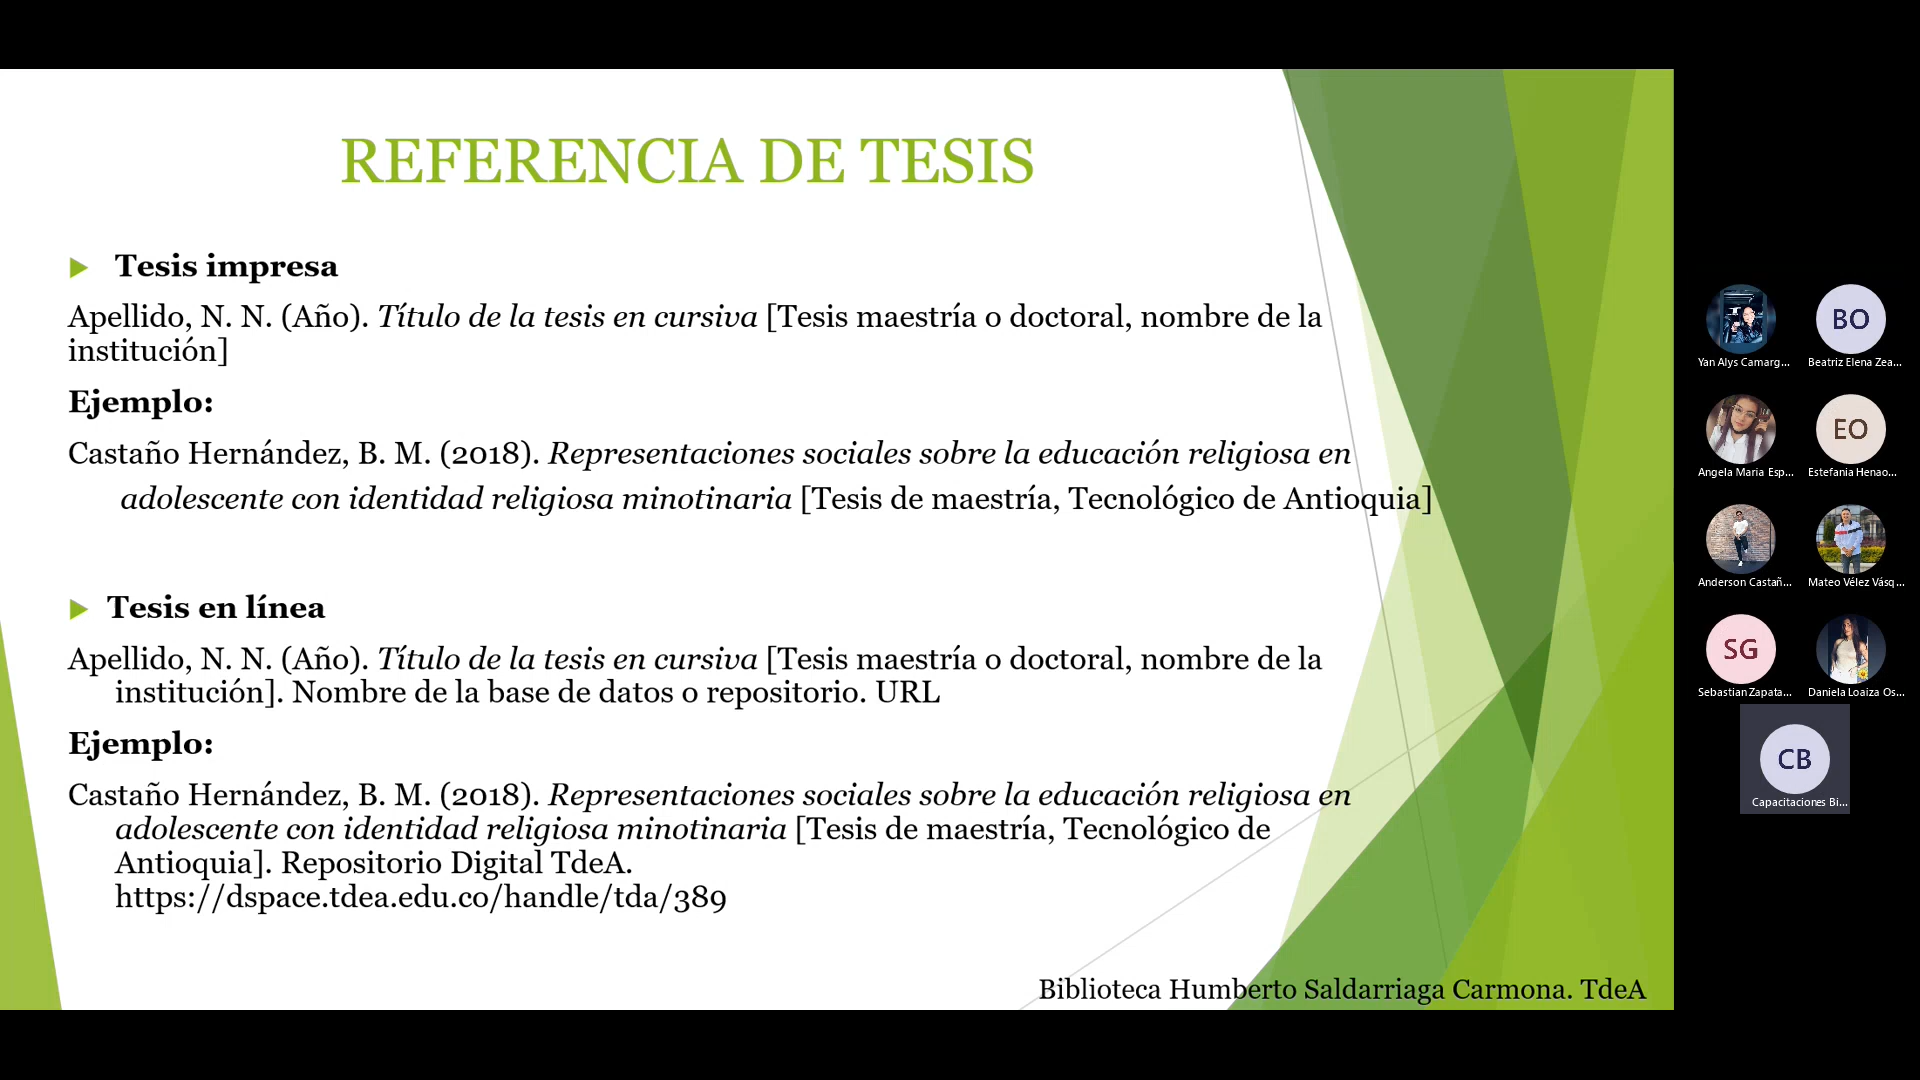 REFERENCIA DE TESIS
Tesis impresa
Apellido, N. N. (Año). Título de la tesis en cursiva [Tesis maestría o doctoral, nombre de la
institución]
Ejemplo:
Castaño Hernández, B. M. (2018). Representaciones sociales sobre la educación religiosa en
adolescente con identidad religiosa minotinaria [Tesis de maestría, Tecnológico de Antioquia]
Tesis en línea
Apellido, N. N. (Año). Título de la tesis en cursiva [Tesis maestría o doctoral, nombre de la
institución]. Nombre de la base de datos o repositorio. URL
Ejemplo:
Castaño Hernández, B. M. (2018). Representaciones sociales sobre la educación religiosa en
adolescente con identidad religiosa minotinaria [Tesis de maestría, Tecnológico de
Antioquia]. Repositorio Digital TdeA.
https://dspace.tdea.edu.co/handle/tda/389
Biblioteca Humberto Saldarriaga Carmona. TdeA
BO
Yan Alys Camarg...
Beatriz Elena Zea...
EO
Angela María Esp...
Estefania Henao...
Anderson Castañ...
Mateo Vélez Vásq...
SG
Sebastian Zapata...
Daniela Loaiza Os...
CB
Capacitaciones Bi...